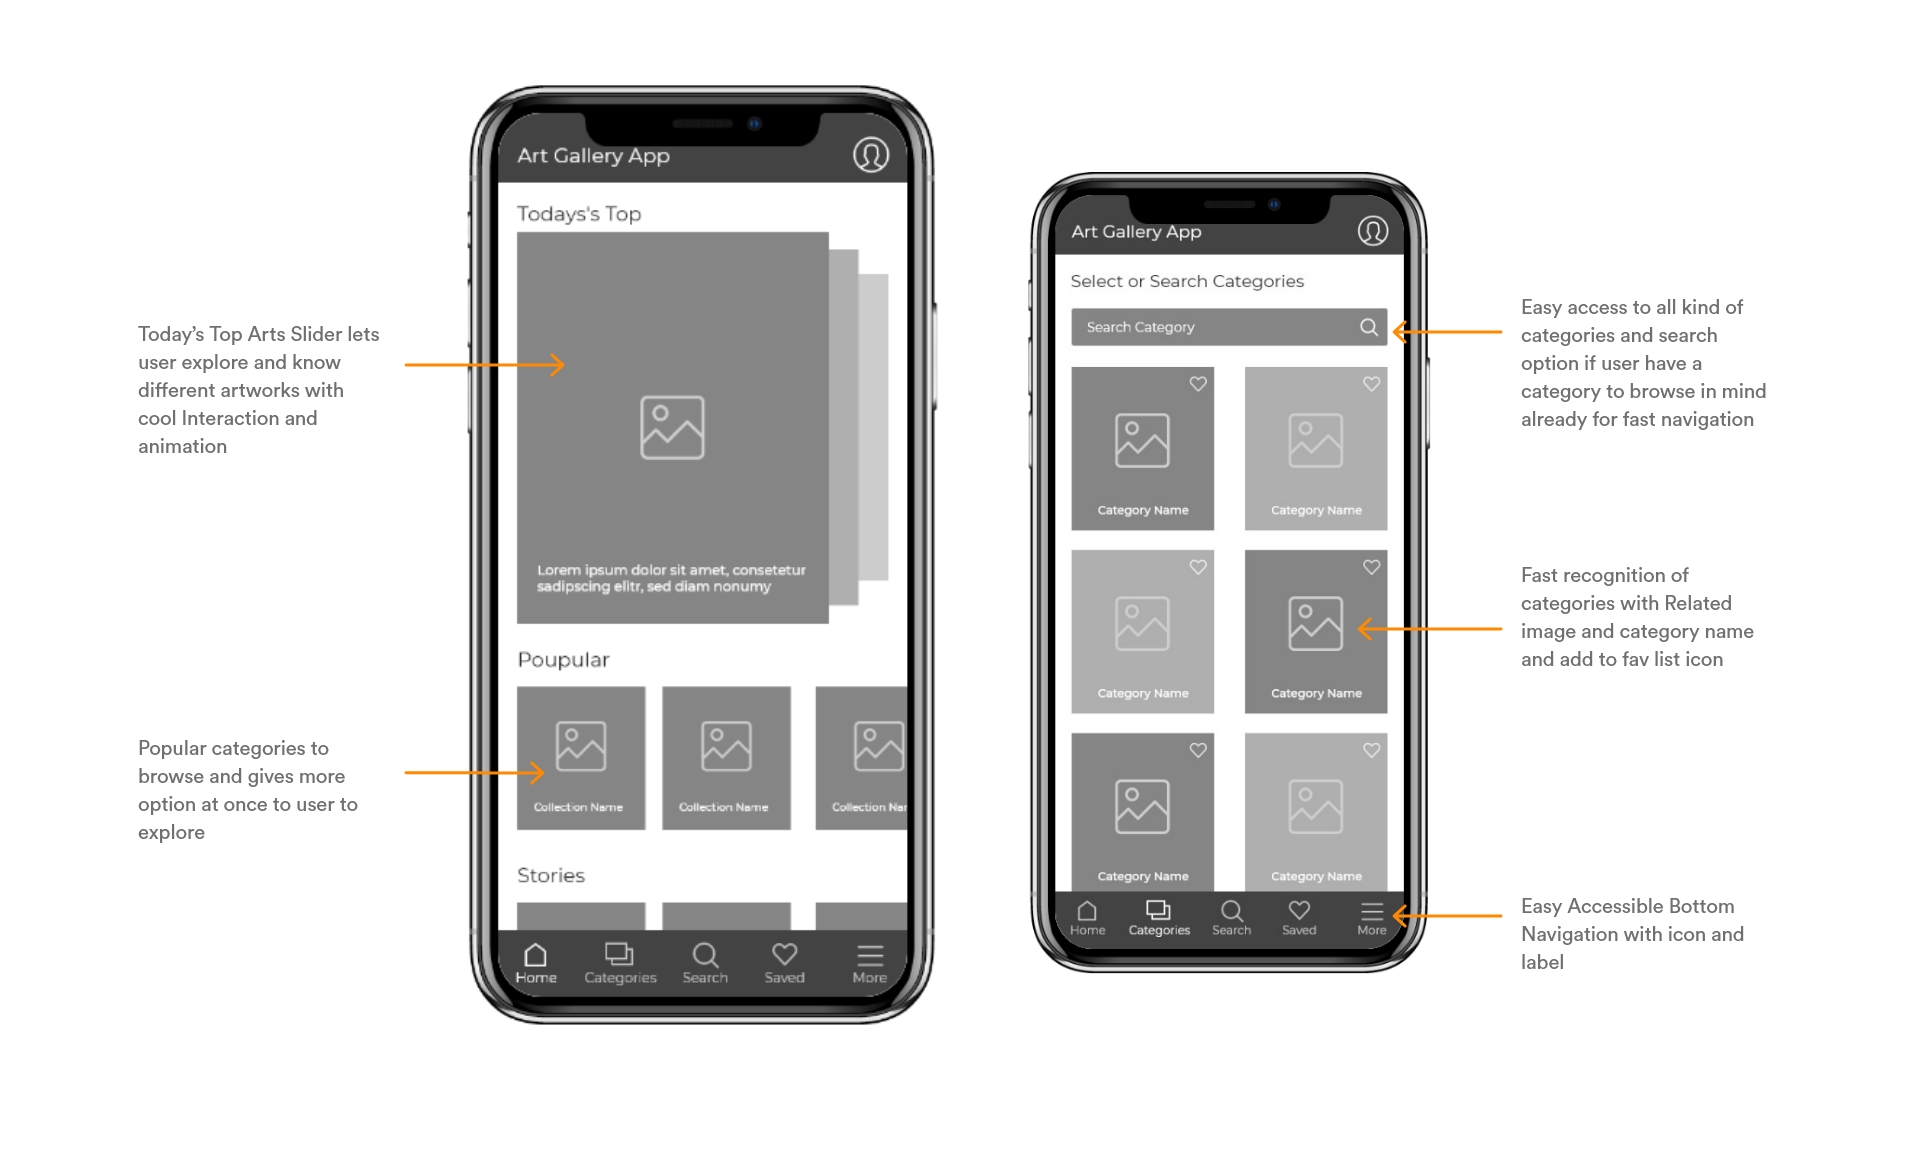 Today's Top Arts Slider lets
user explore and know
different artworks with
cool Interaction and
animation
Popular categories to
browse and gives more
option at once to user to
explore
Art Gallery App
Todays's Top
Lorem ipsum dolor sit amet, consetetur
sadipscing elitr, sed diam nonumy
Poupular
Collection Name
Collection Name
Collection Nar
Stories
Home
Categories
Search
Saved
More
Art Gallery App
Select or Search Categories
Search Category
Category Name
Category Name
Category Name
Category Name
Category Name
Category Name
Home
Categories
Search
Saved
More
Easy access to all kind of
categories and search
option if user have a
category to browse in mind
already for fast navigation
Fast recognition of
categories with Related
image and category name
and add to fav list icon
Easy Accessible Bottom
Navigation with icon and
label